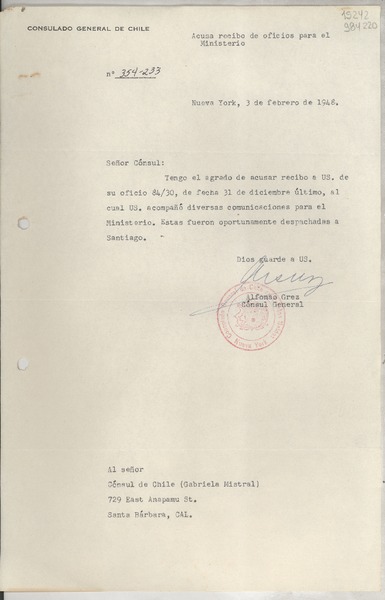 15242
984220
CONSULADO GENERAL DE CHILE
Acusa recibo de oficios para el
Ministerio
nº 354-233
Nueva York, 3 de febrero de 1948.
Señor Cónsul:
Tengo el agrado de acusar recibo a US. de
su oficio 84/30, de fecha 31 de diciembre último, al
cual US. acompañó diversas comunicaciones para el
Ministerio. Estas fueron oportunamente despachadas a
Santiago.
Dios guarde a US.
Alfonso Grez
Cónsul General
Nueva York
Al señor
Cónsul de Chile (Gabriela Mistral)
729 East Anapamu St.
Santa Bárbara, CAL.